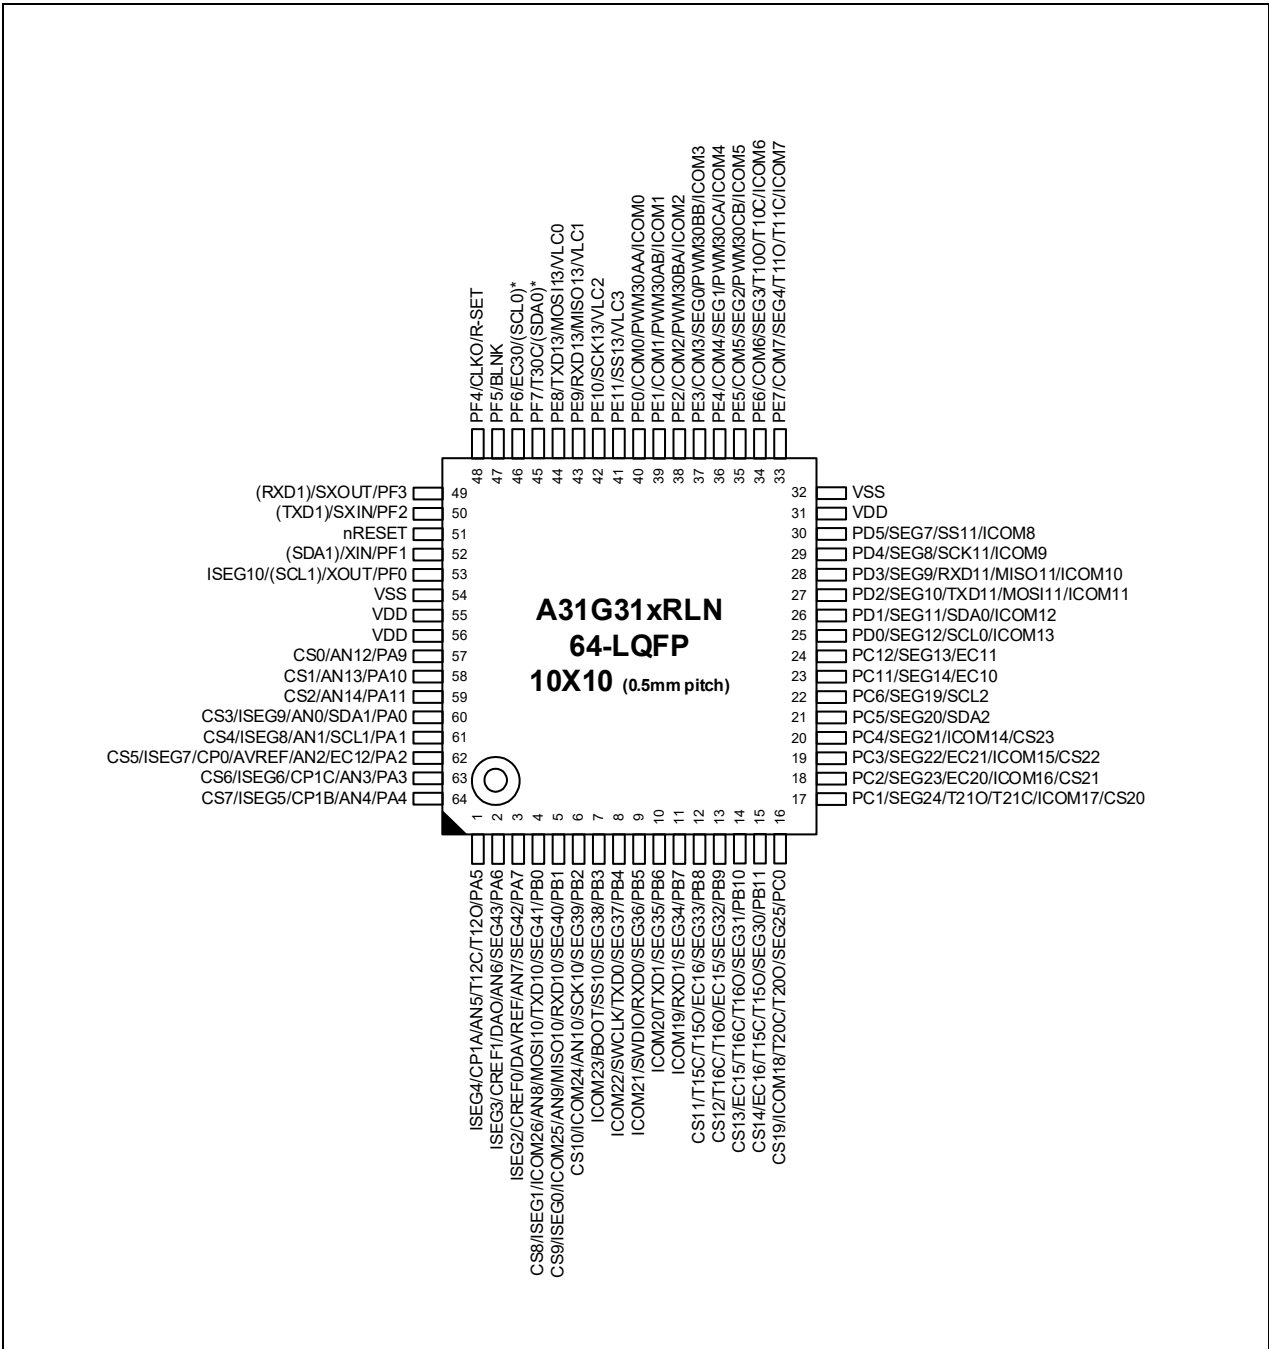 PF4/CLKO/R-SET
PF5/BLNK
PF6/EC30/(SCL0)*
PF7/T30C/(SDA0)*
PE8/TXD13/MOSI13/VLC0
PE9/RXD13/MISO13/VLC1
PE10/SCK13/VLC2
PE11/SS13/VLC3
PE0/COM0/PWM30AA/ICOM0
PE1/COM1/PWM30AB/ICOM1
PE2/COM2/PWM30BA/ICOM2
PE3/COM3/SEG0/PWM30BB/ICOM3
PE4/COM4/SEG1/PWM30CA/ICOM4
PE5/COM5/SEG2/PWM30CB/ICOM5
PE6/COM6/SEG3/T10O/T10C/ICOM6
PE7/COM7/SEG4/T11O/T11C/ICOM7
48 47 46 45 44 43 42 41 40 39 38 37 36 35 34 33
(RXD1)/SXOUT/PF3 49
(TXD1)/SXIN/PF2 50
nRESET 51
(SDA1)/XIN/PF1 52
ISEG10/(SCL1)/XOUT/PF0 53
VSS 54
VDD 55
VDD 56
CS0/AN12/PA9 57
CS1/AN13/PA10 58
CS2/AN14/PA11 59
CS3/ISEG9/AN0/SDA1/PA0 60
CS4/ISEG8/AN1/SCL1/PA1 61
CS5/ISEG7/CP0/AVREF/AN2/EC12/PA2 62
CS6/ISEG6/CP1C/AN3/PA3 63
CS7/ISEG5/CP1B/AN4/PA4 64
A31G31xRLN
64-LQFP
10X10 (0.5mm pitch)
32 VSS
31 VDD
30 PD5/SEG7/SS11/ICOM8
29 PD4/SEG8/SCK11/ICOM9
28 PD3/SEG9/RXD11/MISO11/ICOM10
27 PD2/SEG10/TXD11/MOSI11/ICOM11
26 PD1/SEG11/SDA0/ICOM12
25 PD0/SEG12/SCL0/ICOM13
24 PC12/SEG13/EC11
23 PC11/SEG14/EC10
22 PC6/SEG19/SCL2
21 PC5/SEG20/SDA2
20 PC4/SEG21/ICOM14/CS23
19 PC3/SEG22/EC21/ICOM15/CS22
18 PC2/SEG23/EC20/ICOM16/CS21
17 PC1/SEG24/T21O/T21C/ICOM17/CS20
1 2 3 4 5 6 7 8 9 10 11 12 13 14 15 16
ISEG4/CP1A/AN5/T12C/T12O/PA5
ISEG3/CREF1/DAO/AN6/SEG43/PA6
ISEG2/CREF0/DAVREF/AN7/SEG42/PA7
CS8/ISEG1/ICOM26/AN8/MOSI10/TXD10/SEG41/PB0
CS9/ISEG0/ICOM25/AN9/MISO10/RXD10/SEG40/PB1
CS10/ICOM24/AN10/SCK10/SEG39/PB2
ICOM23/BOOT/SS10/SEG38/PB3
ICOM22/SWCLK/TXD0/SEG37/PB4
ICOM21/SWDIO/RXD0/SEG36/PB5
ICOM20/TXD1/SEG35/PB6
ICOM19/RXD1/SEG34/PB7
CS11/T15C/T15O/EC16/SEG33/PB8
CS12/T16C/T16O/EC15/SEG32/PB9
CS13/EC15/T16C/T16O/SEG31/PB10
CS14/EC16/T15C/T15O/SEG30/PB11
CS19/ICOM18/T20C/T20O/SEG25/PC0